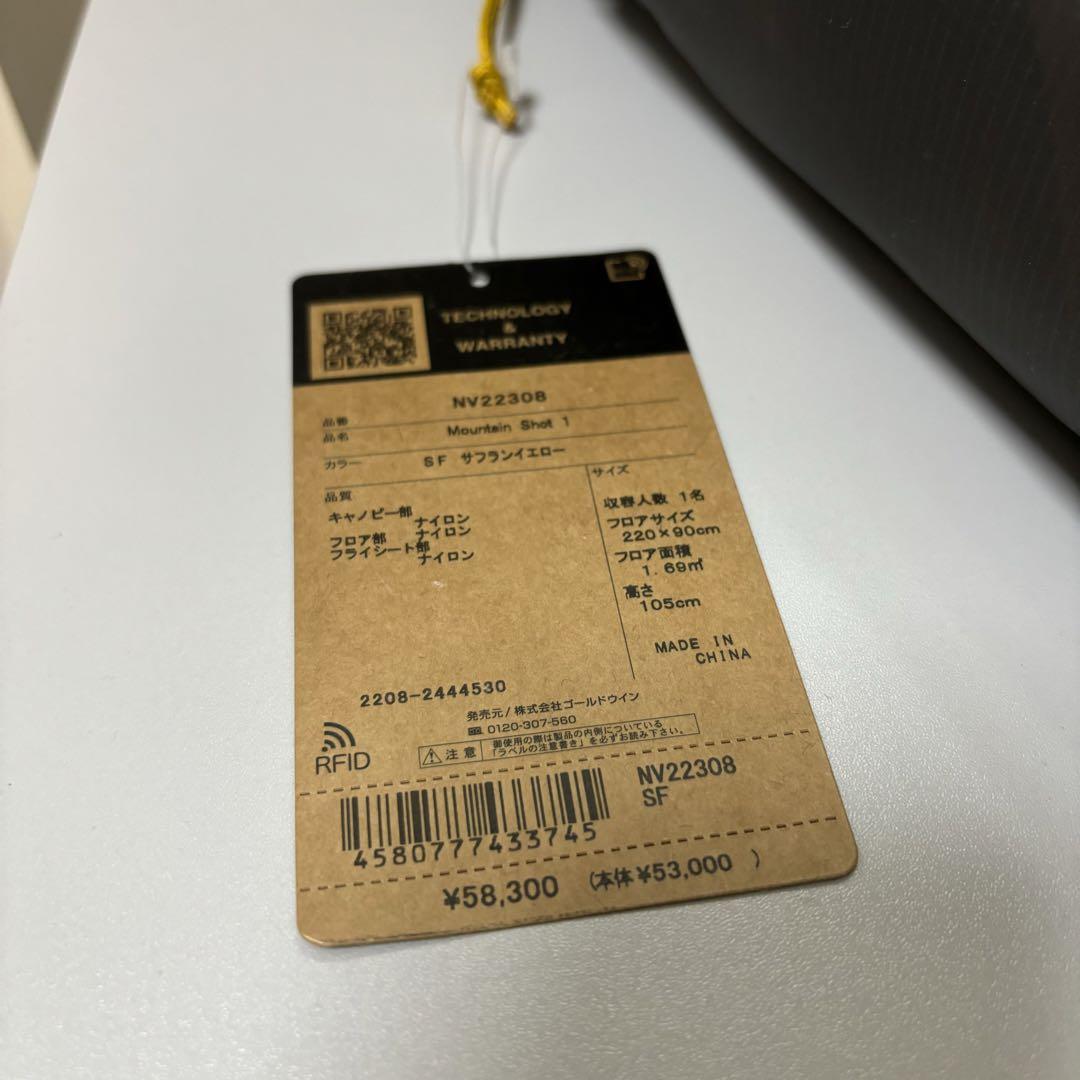 TECHNOLOGY
&
WARRANTY
品番 NV22308
品名 Mountain Shot 1
カラー SF サフランイエロー
品質
キャノピー部
ナイロン
フロア部 ナイロン
フライシート部
ナイロン
サイズ
収容人数 1名
フロアサイズ
220×90cm
フロア面積
1.69㎡
高さ
105cm
MADE IN
CHINA
2208-2444530
発売元/株式会社ゴールドウイン
0120-307-560
注意
御使用の際は製品の内側についている
「ラベルの注意書き」を必ずお読み下さい。
RFID
4580777433745
NV22308
SF
¥58,300 (本体¥53,000 )